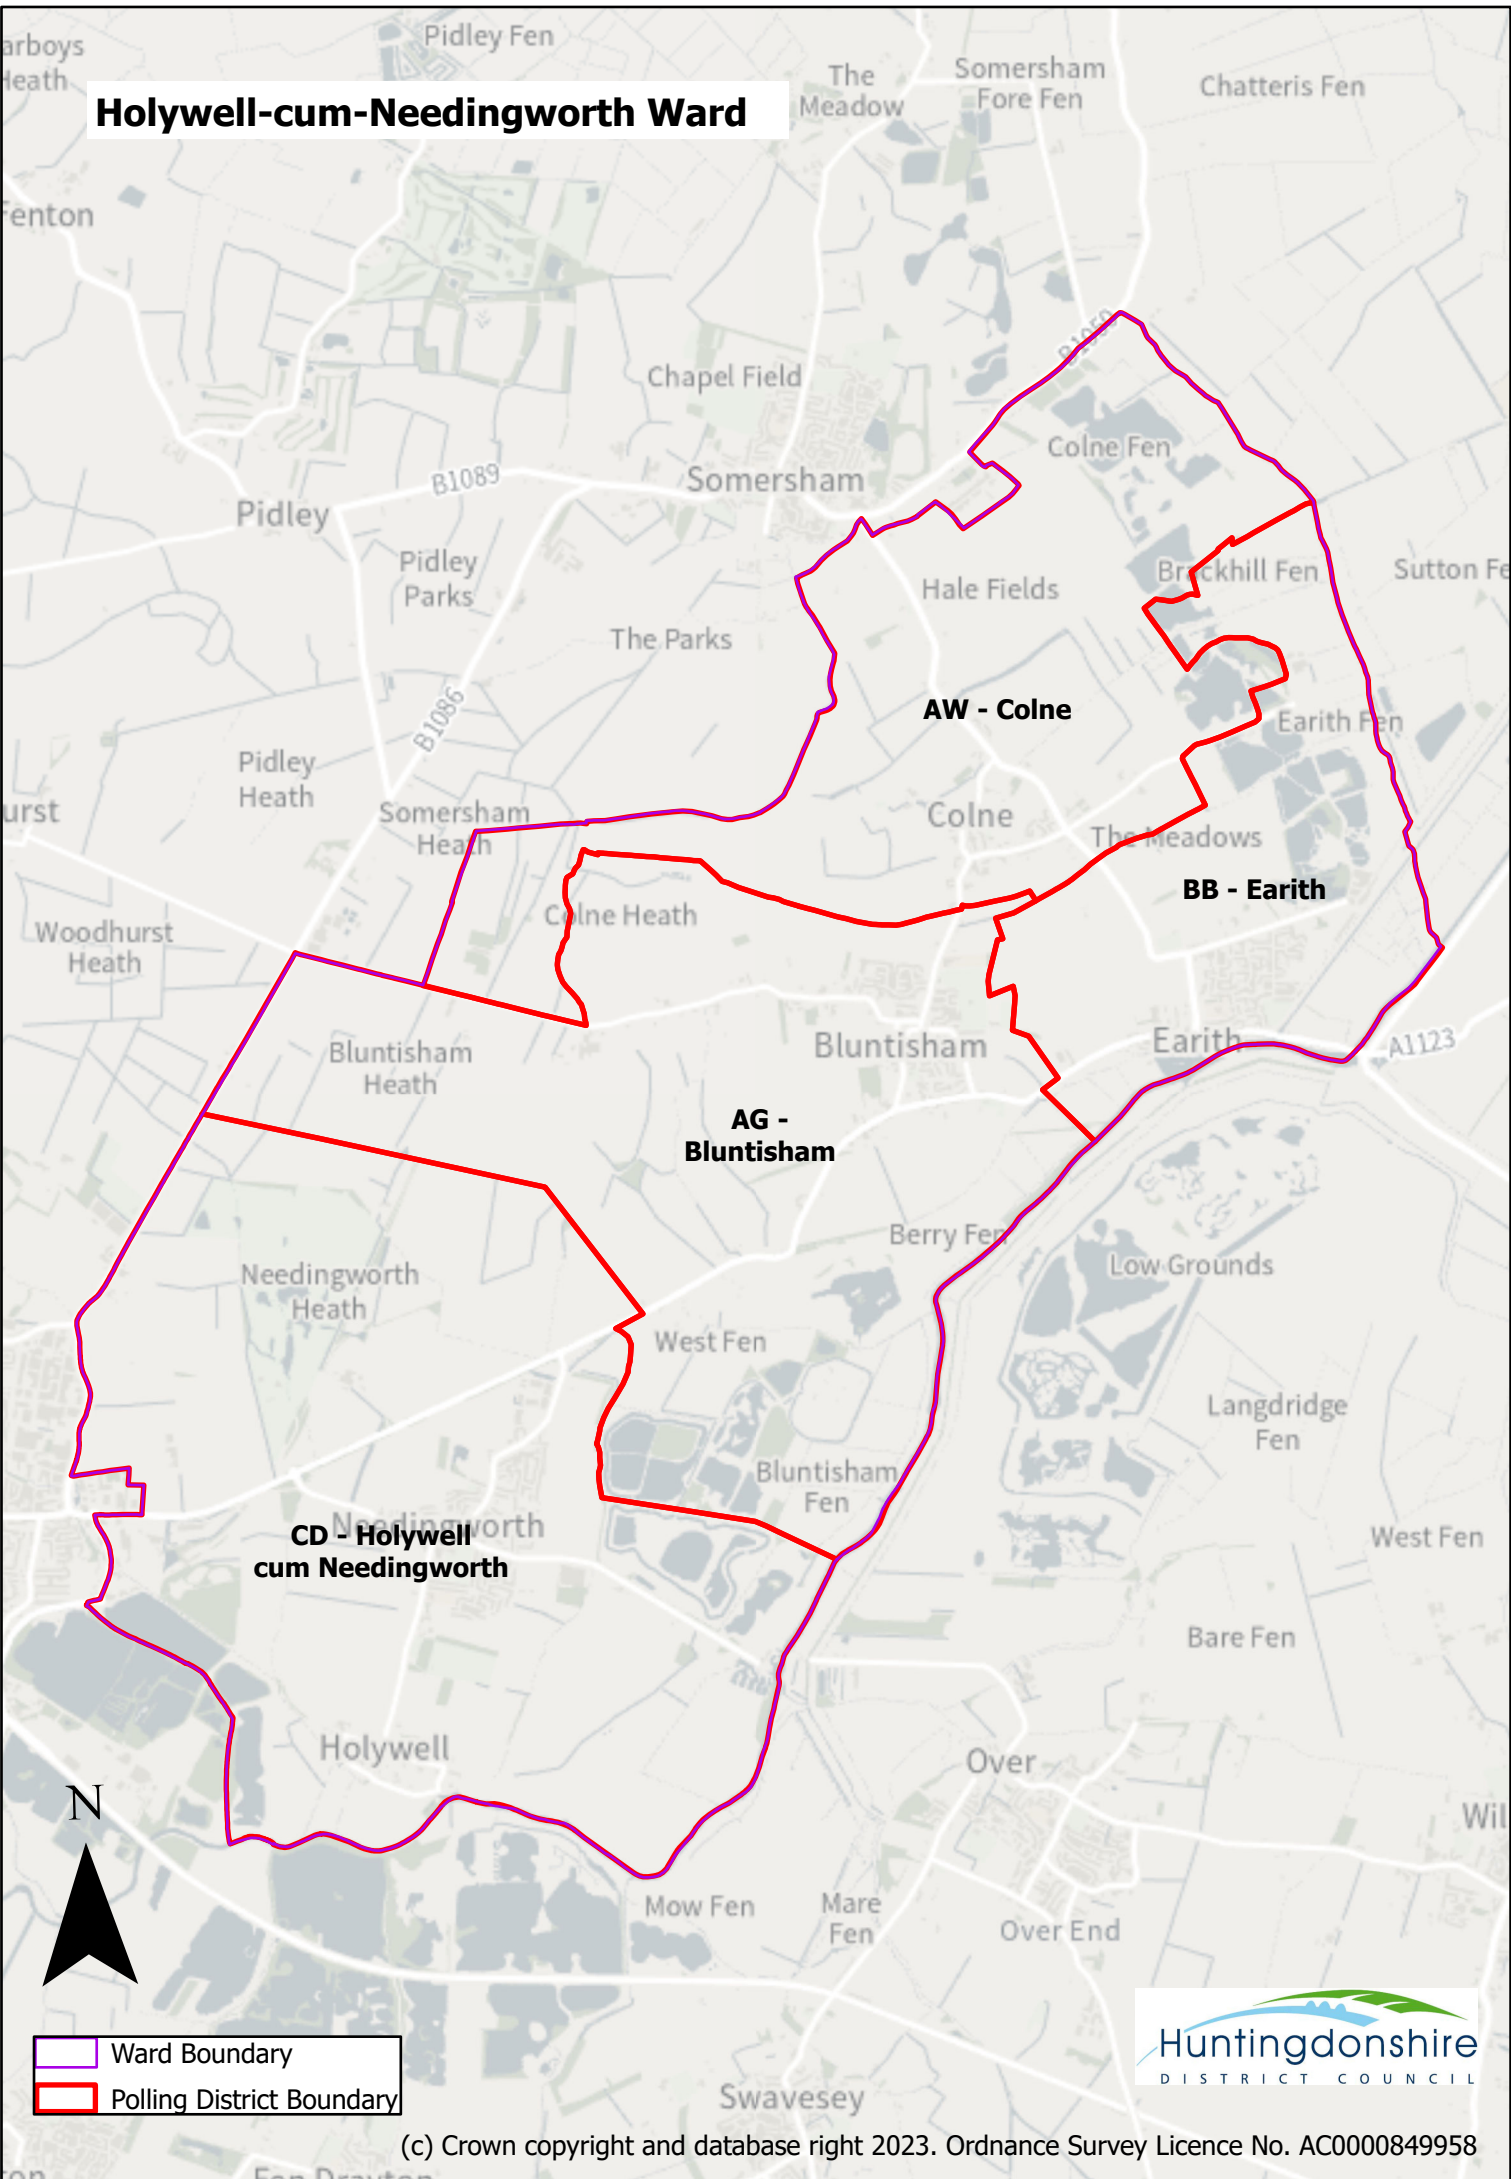 Pidley Fen
arboys
Heath
The
Meadow
Somersham
Fore Fen
Chatteris Fen
Holywell-cum-Needingworth Ward
Fenton
B1050
Chapel Field
Colne Fen
Somersham
B1089
Pidley
Pidley
Parks
Hale Fields
Brackhill Fen
Sutton Fe
The Parks
AW - Colne
B1086
Earith Fen
Pidley
Heath
urst
Somersham
Heath
Colne
The Meadows
BB - Earith
Colne Heath
Woodhurst
Heath
Bluntisham
Earith
A1123
Bluntisham
Heath
AG -
Bluntisham
Berry Fen
Low Grounds
Needingworth
Heath
West Fen
Langdridge
Fen
Bluntisham
Fen
Needingworth
CD - Holywell
cum Needingworth
West Fen
Bare Fen
Holywell
Over
N
Wil
Mow Fen
Mare
Fen
Over End
Ward Boundary
Polling District Boundary
Huntingdonshire
DISTRICT COUNCIL
Swavesey
(c) Crown copyright and database right 2023. Ordnance Survey Licence No. AC0000849958
Fen Drayton